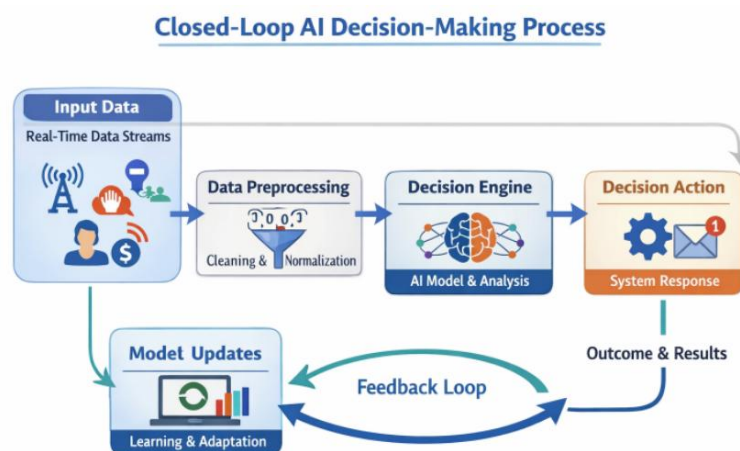 Closed-Loop AI Decision-Making Process
Input Data
Real-Time Data Streams
$
Data Preprocessing
Cleaning & Normalization
Decision Engine
AI Model & Analysis
Decision Action
1
System Response
Outcome & Results
Model Updates
Learning & Adaptation
Feedback Loop